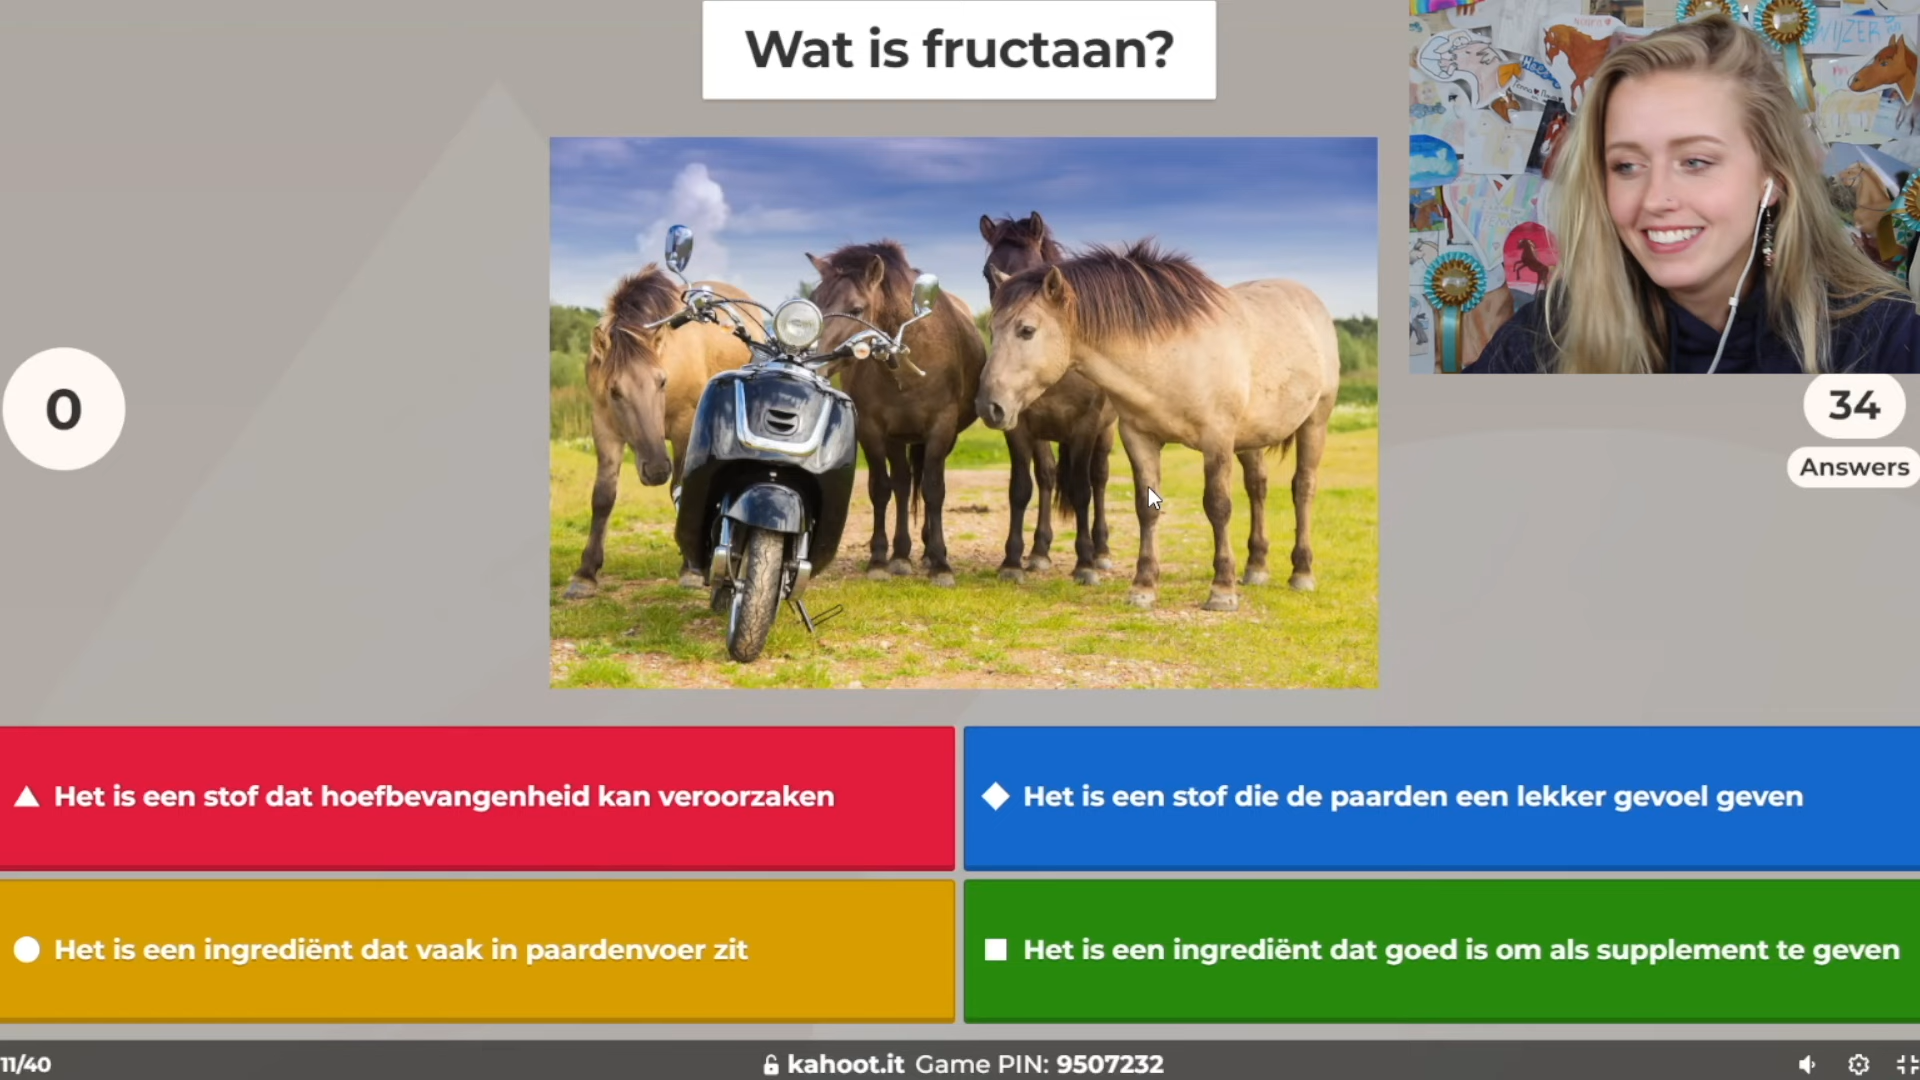 Wat is fructaan?
WIJZER
0
34
Answers
Het is een stof dat hoefbevangenheid kan veroorzaken
Het is een stof die de paarden een lekker gevoel geven
Het is een ingrediënt dat vaak in paardenvoer zit
Het is een ingrediënt dat goed is om als supplement te geven
11/40
kahoot.it Game PIN: 9507232